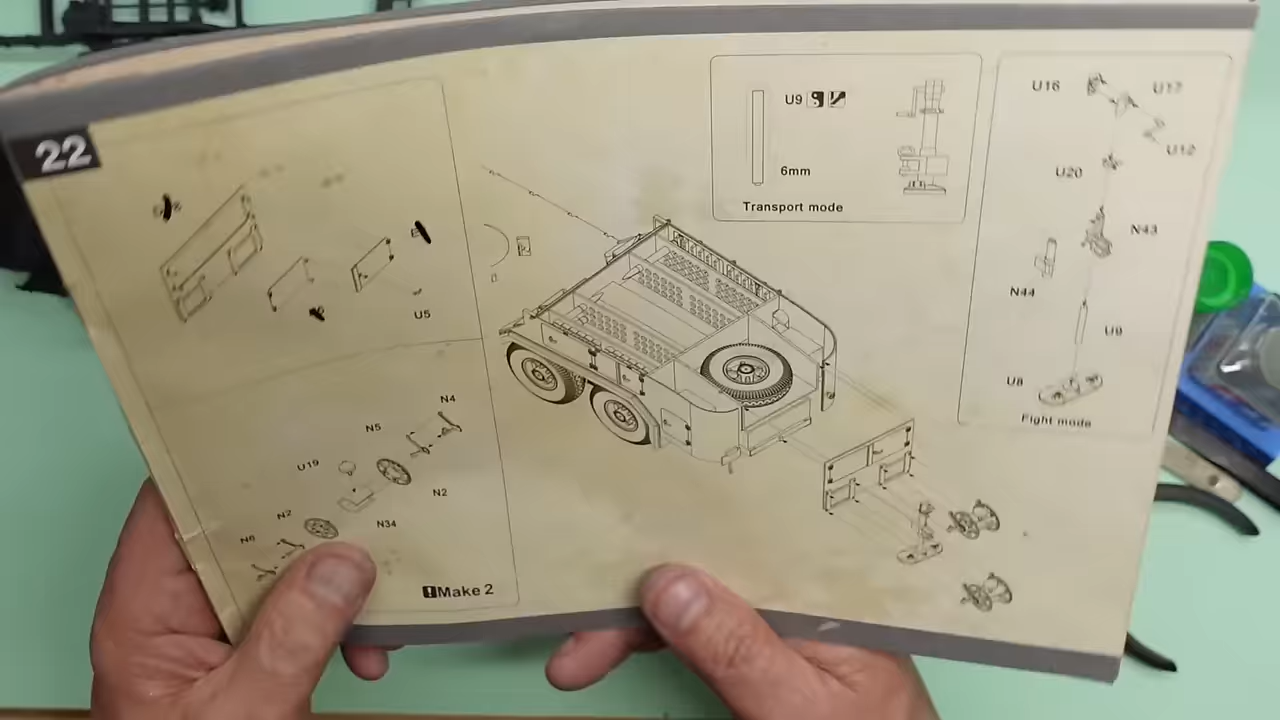 22
U5
N4
N5
U19
N2
N2
N34
N6
Make 2
U9
6mm
Transport mode
U16
U17
U12
U20
N43
N44
U9
U8
Fight mode